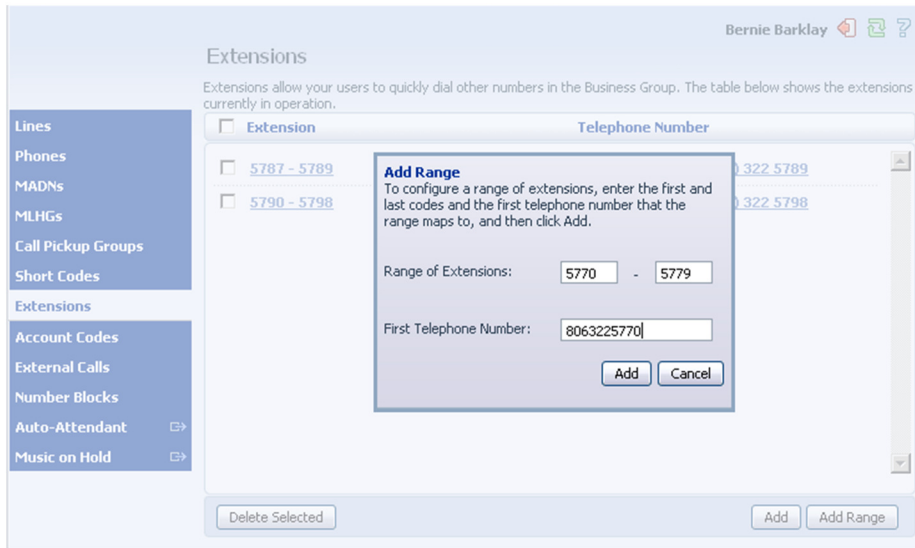 Bernie Barklay
Extensions
Extensions allow your users to quickly dial other numbers in the Business Group. The table below shows the extensions
currently in operation.
Lines
Phones
MADNs
MLHGs
Call Pickup Groups
Short Codes
Extensions
Account Codes
External Calls
Number Blocks
Auto-Attendant
Music on Hold
Extension Telephone Number
5787 - 5789 ) 322 5789
5790 - 5798 ) 322 5798
Add Range
To configure a range of extensions, enter the first and
last codes and the first telephone number that the
range maps to, and then click Add.
Range of Extensions: 5770 - 5779
First Telephone Number: 8063225770
Add Cancel
Delete Selected Add Add Range